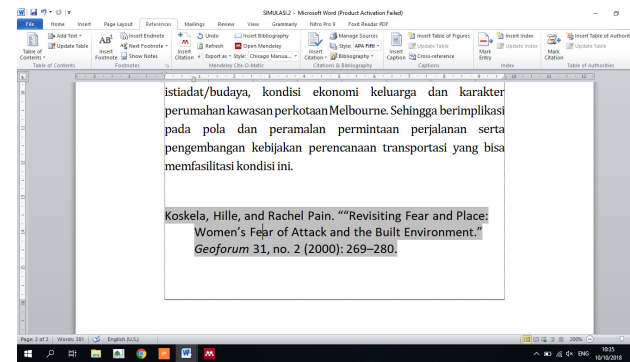 SIMULASI.2 - Microsoft Word (Product Activation Failed)
File Home Insert Page Layout References Mailings Review View Grammarly Nitro Pro 9 Foxit Reader PDF
Table of Contents
Add Text
Update Table
Table of Contents
Insert Footnote
Insert Endnote
Next Footnote
Show Notes
Footnotes
Insert Citation
Undo
Refresh
Export as
Insert Bibliography
Open Mendeley
Style: Chicago Manua...
Mendeley Cite-O-Matic
Insert Citation
Manage Sources
Style: APA Fifth
Bibliography
Citations & Bibliography
Insert Caption
Insert Table of Figures
Update Table
Cross-reference
Captions
Mark Entry
Insert Index
Update Index
Index
Mark Citation
Insert Table of Authorit
Update Table
Table of Authorities
istiadat/budaya, kondisi ekonomi keluarga dan karakter
perumahan kawasan perkotaan Melbourne. Sehingga berimplikasi
pada pola dan peramalan permintaan perjalanan serta
pengembangan kebijakan perencanaan transportasi yang bisa
memfasilitasi kondisi ini.
Koskela, Hille, and Rachel Pain. ““Revisiting Fear and Place:
Women’s Fear of Attack and the Built Environment.”
Geoforum 31, no. 2 (2000): 269–280.
Page: 2 of 2 Words: 381 English (U.S.) 200%
ENG 10:35
10/10/2018